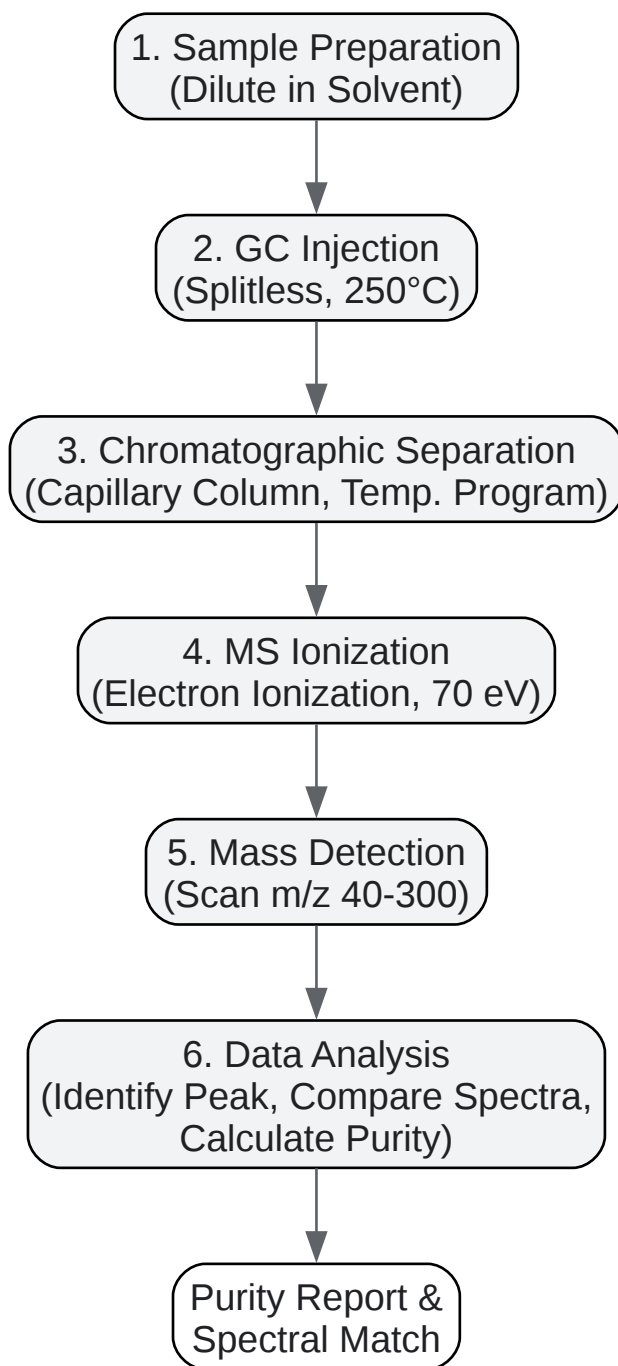 1. Sample Preparation
(Dilute in Solvent)
2. GC Injection
(Splitless, 250°C)
3. Chromatographic Separation
(Capillary Column, Temp. Program)
4. MS Ionization
(Electron Ionization, 70 eV)
5. Mass Detection
(Scan m/z 40-300)
6. Data Analysis
(Identify Peak, Compare Spectra,
Calculate Purity)
Purity Report &
Spectral Match